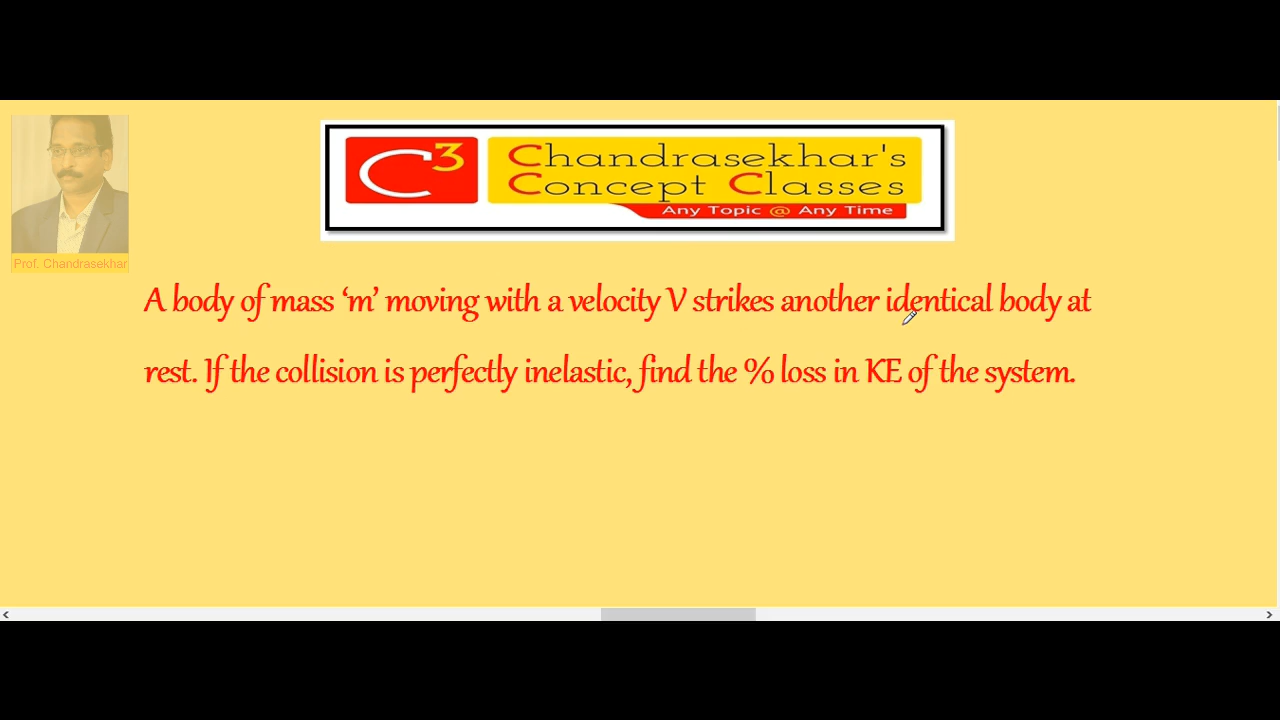 C3
Chandrasekhar's
Concept Classes
Any Topic @ Any Time
Prof. Chandrasekhar
A body of mass ‘m’ moving with a velocity V strikes another identical body at
rest. If the collision is perfectly inelastic, find the % loss in KE of the system.